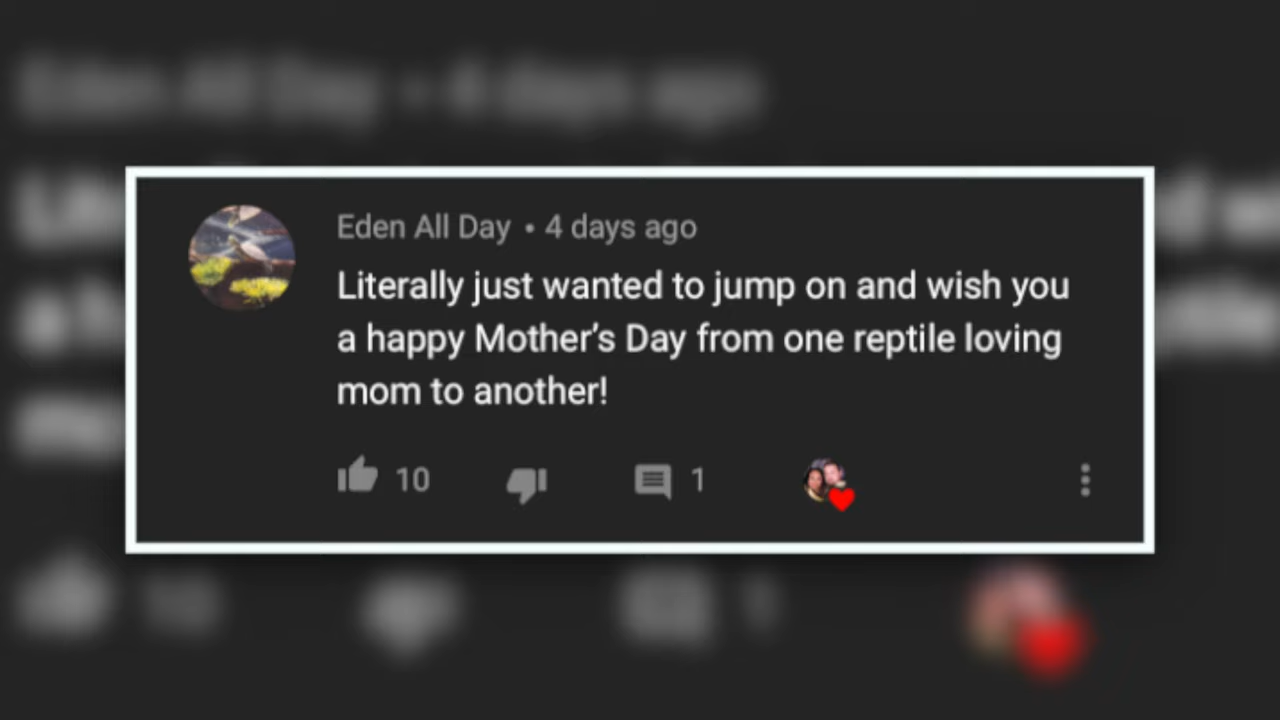 Eden All Day • 4 days ago
Literally just wanted to jump on and wish you
a happy Mother’s Day from one reptile loving
mom to another!
10 1